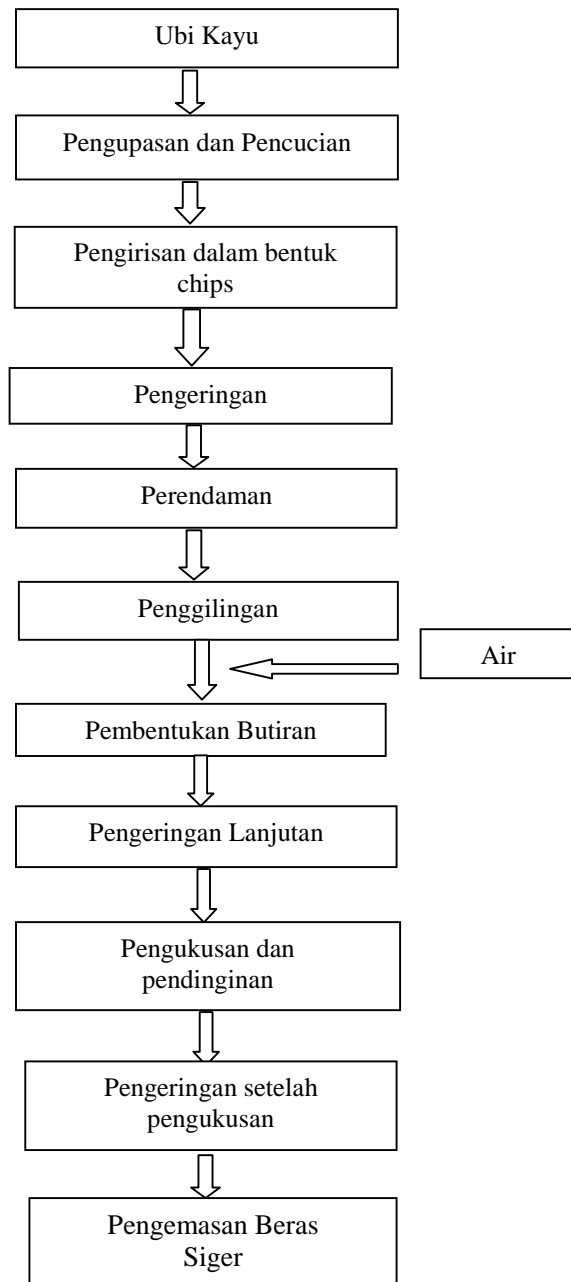 Ubi Kayu
Pengupasan dan Pencucian
Pengirisan dalam bentuk
chips
Pengeringan
Perendaman
Penggilingan
Air
Pembentukan Butiran
Pengeringan Lanjutan
Pengukusan dan
pendinginan
Pengeringan setelah
pengukusan
Pengemasan Beras
Siger